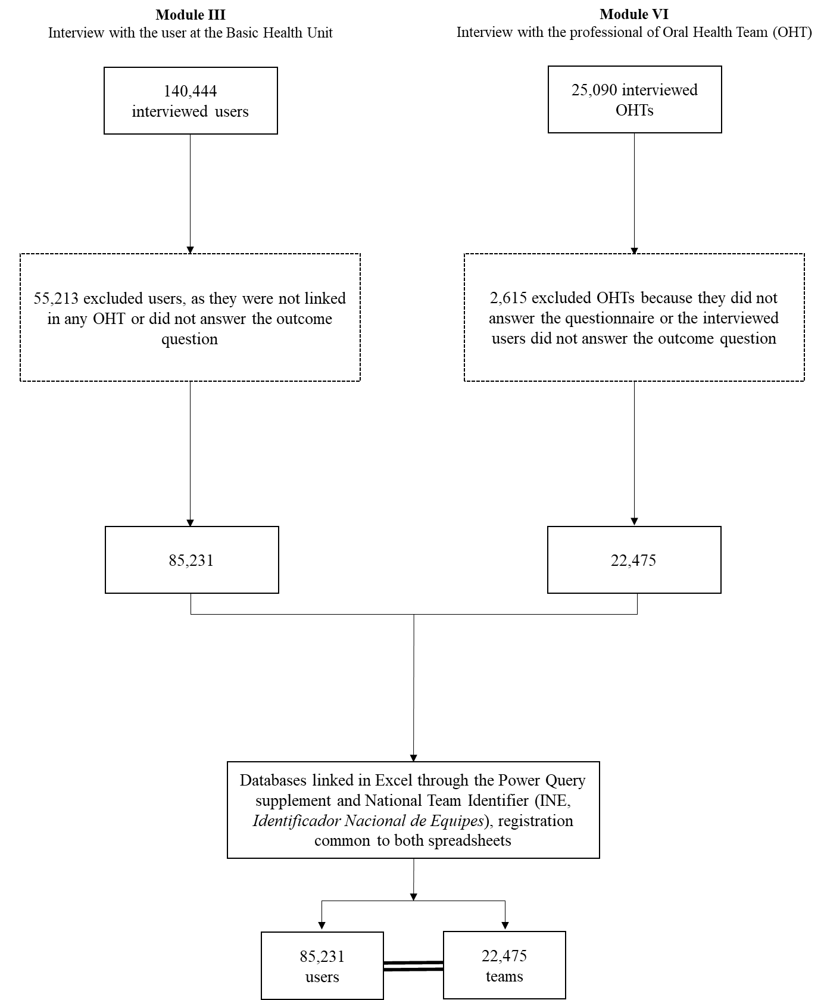 Module III
Interview with the user at the Basic Health Unit
Module VI
Interview with the professional of Oral Health Team (OHT)
140,444
interviewed users
25,090 interviewed
OHTs
55,213 excluded users, as they were not linked
in any OHT or did not answer the outcome
question
2,615 excluded OHTs because they did not
answer the questionnaire or the interviewed
users did not answer the outcome question
85,231
22,475
Databases linked in Excel through the Power Query
supplement and National Team Identifier (INE,
Identificador Nacional de Equipes), registration
common to both spreadsheets
85,231
users
22,475
teams